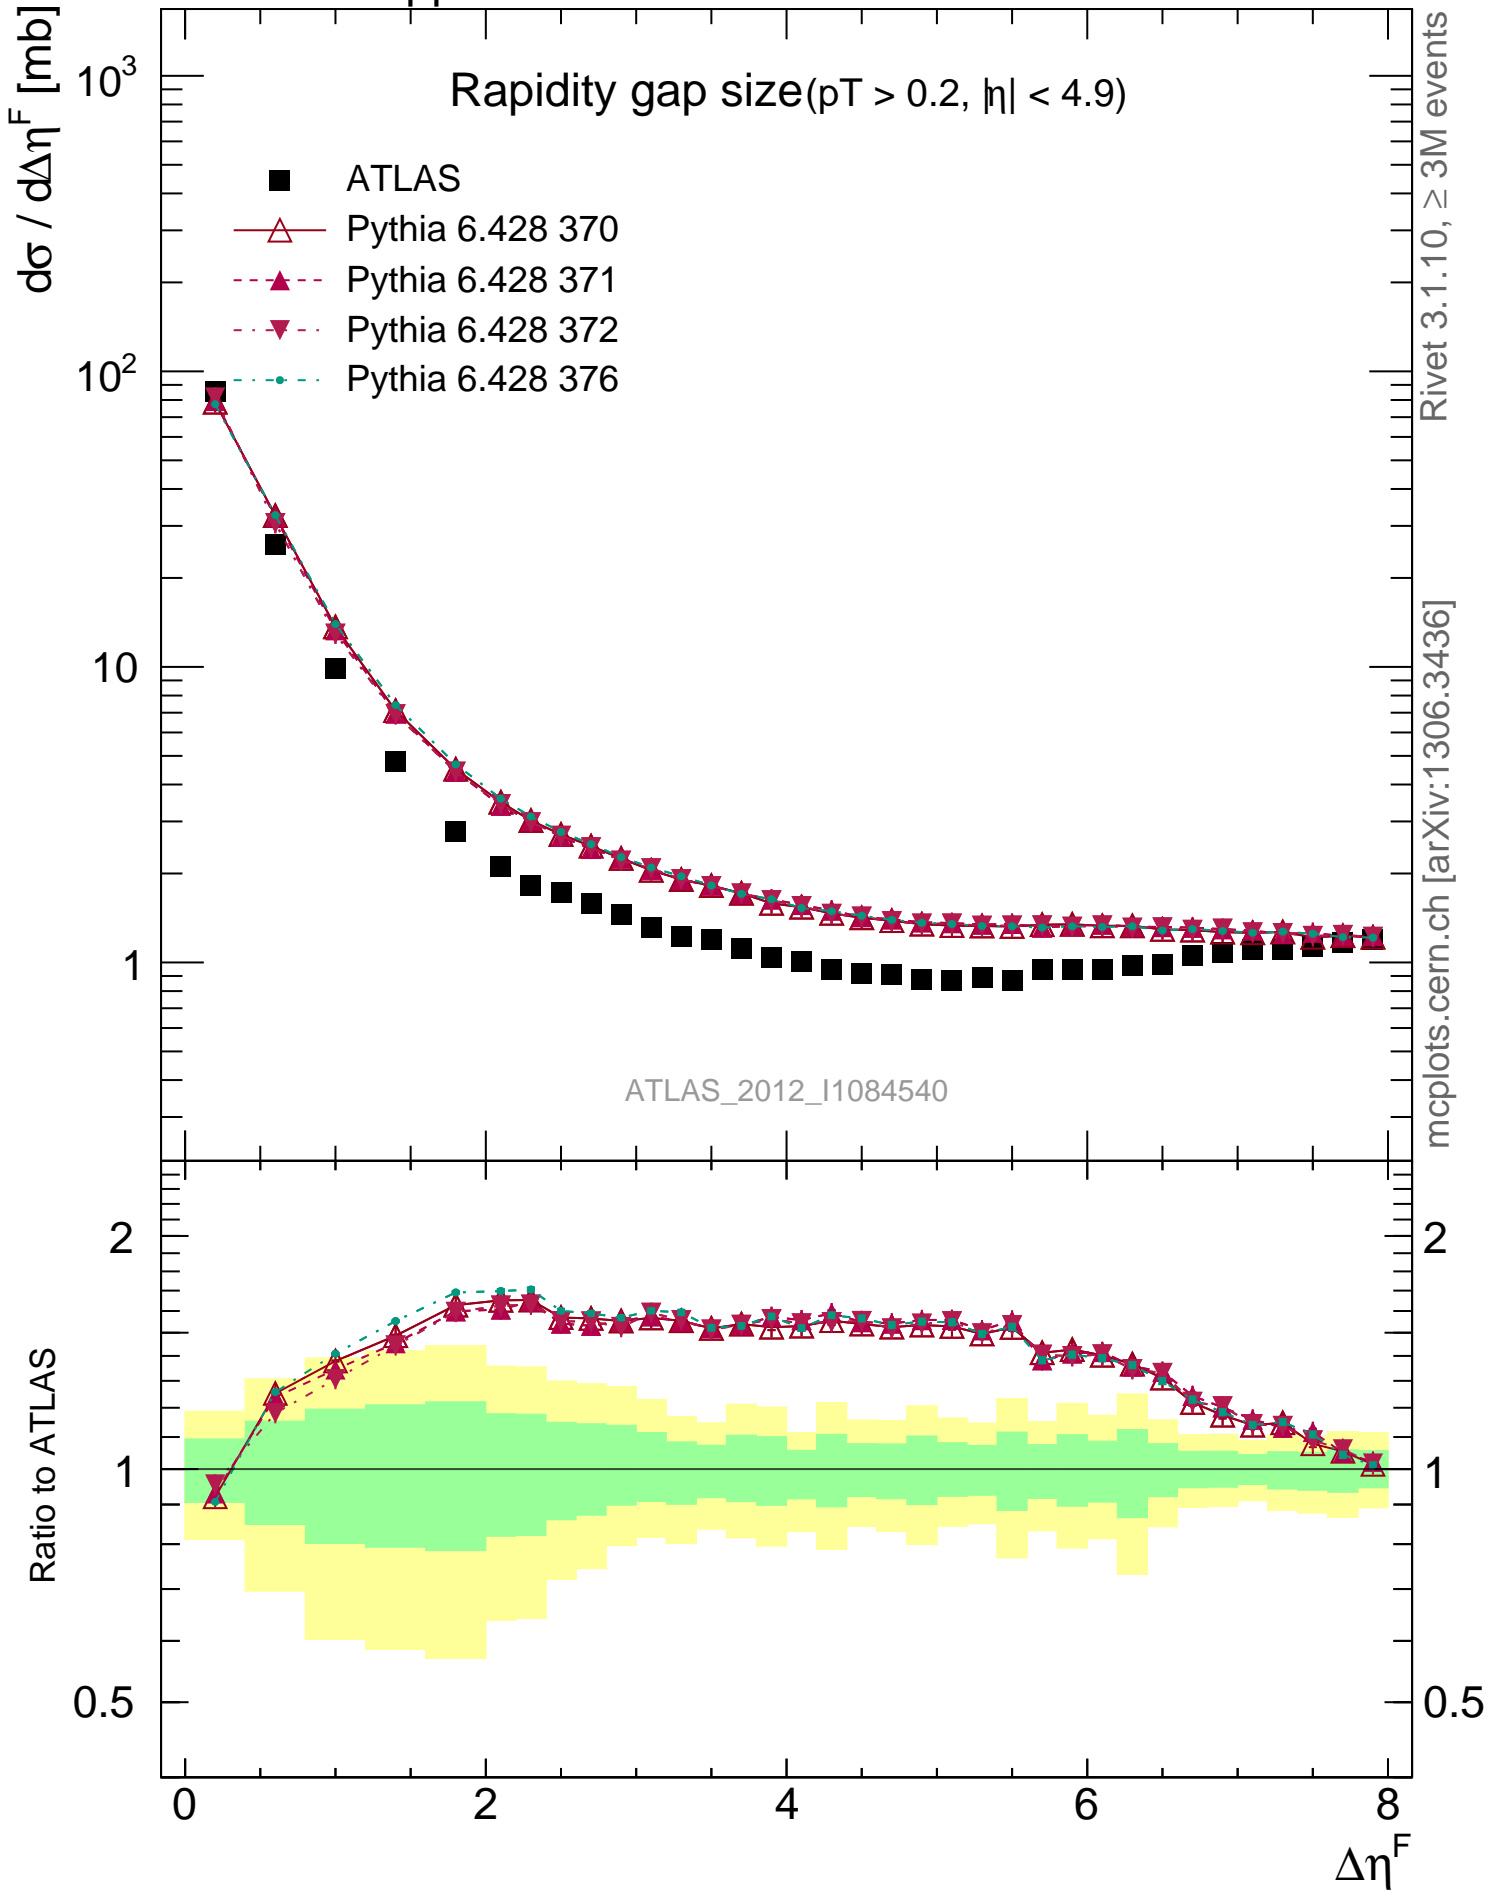 dσ / dΔη^F [mb]
Rapidity gap size(pT > 0.2, |η| < 4.9)
ATLAS
Pythia 6.428 370
Pythia 6.428 371
Pythia 6.428 372
Pythia 6.428 376
10^3
10^2
10
1
ATLAS_2012_I1084540
Rivet 3.1.10, ≥ 3M events
mcplots.cern.ch [arXiv:1306.3436]
Ratio to ATLAS
2
1
0.5
2
1
0.5
0 2 4 6 8
Δη^F